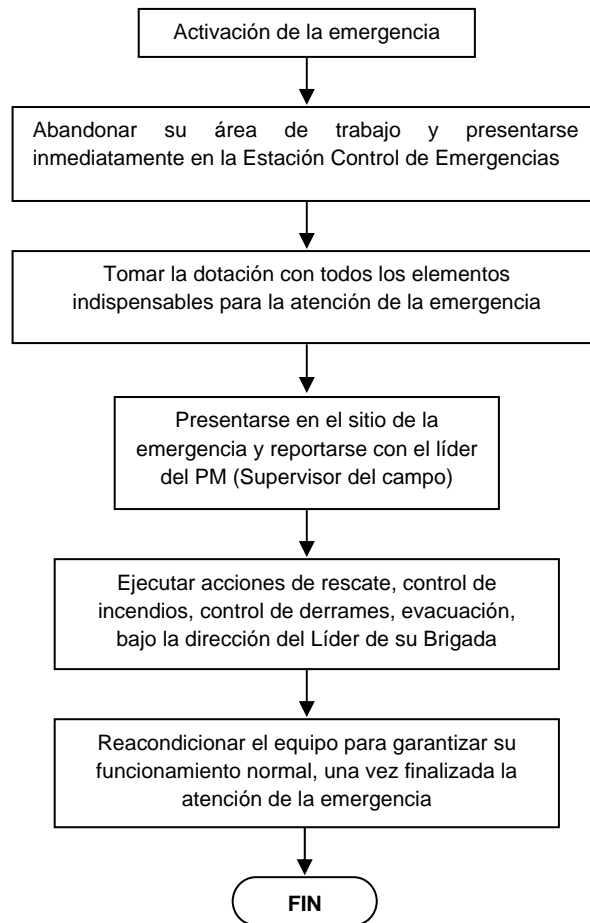 Activación de la emergencia
Abandonar su área de trabajo y presentarse
inmediatamente en la Estación Control de Emergencias
Tomar la dotación con todos los elementos
indispensables para la atención de la emergencia
Presentarse en el sitio de la
emergencia y reportarse con el líder
del PM (Supervisor del campo)
Ejecutar acciones de rescate, control de
incendios, control de derrames, evacuación,
bajo la dirección del Líder de su Brigada
Reacondicionar el equipo para garantizar su
funcionamiento normal, una vez finalizada la
atención de la emergencia
FIN